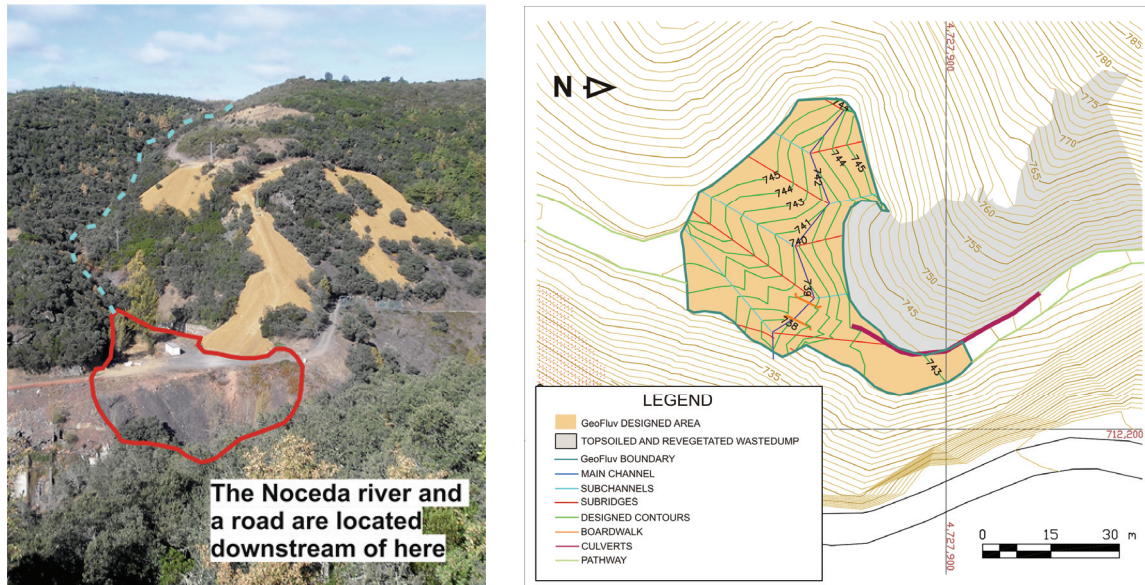 The Noceda river and
a road are located
downstream of here
N
4,727,900
785
780
775
770
765
760
755
750
745
745
744
745
742
745
744
743
741
740
739
738
743
735
712,200
4,727,900
LEGEND
GeoFluv DESIGNED AREA
TOPSOILED AND REVEGETATED WASTEDUMP
GeoFluv BOUNDARY
MAIN CHANNEL
SUBCHANNELS
SUBRIDGES
DESIGNED CONTOURS
BOARDWALK
CULVERTS
PATHWAY
0 15 30 m